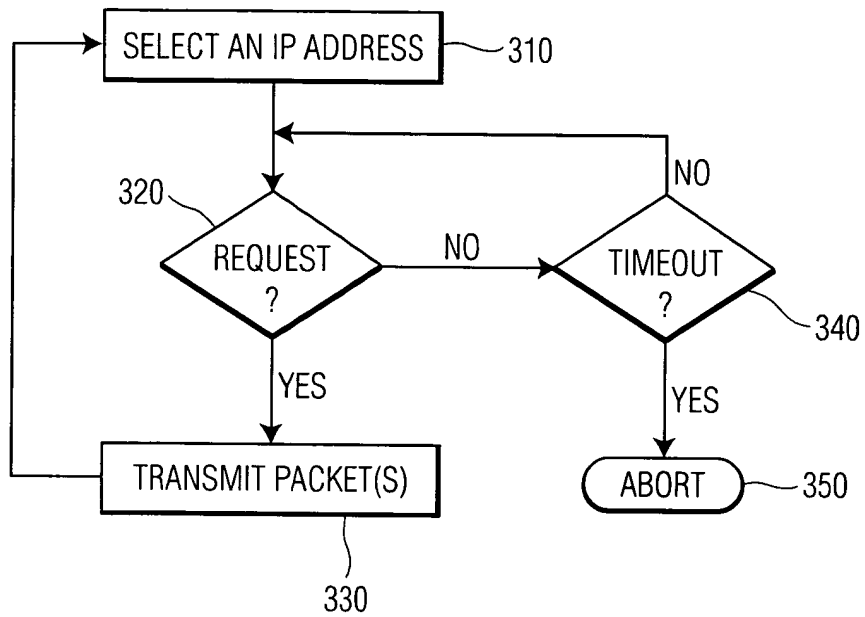 SELECT AN IP ADDRESS
310
NO
320
REQUEST
?
NO
TIMEOUT
?
340
YES
YES
TRANSMIT PACKET(S)
ABORT
350
330